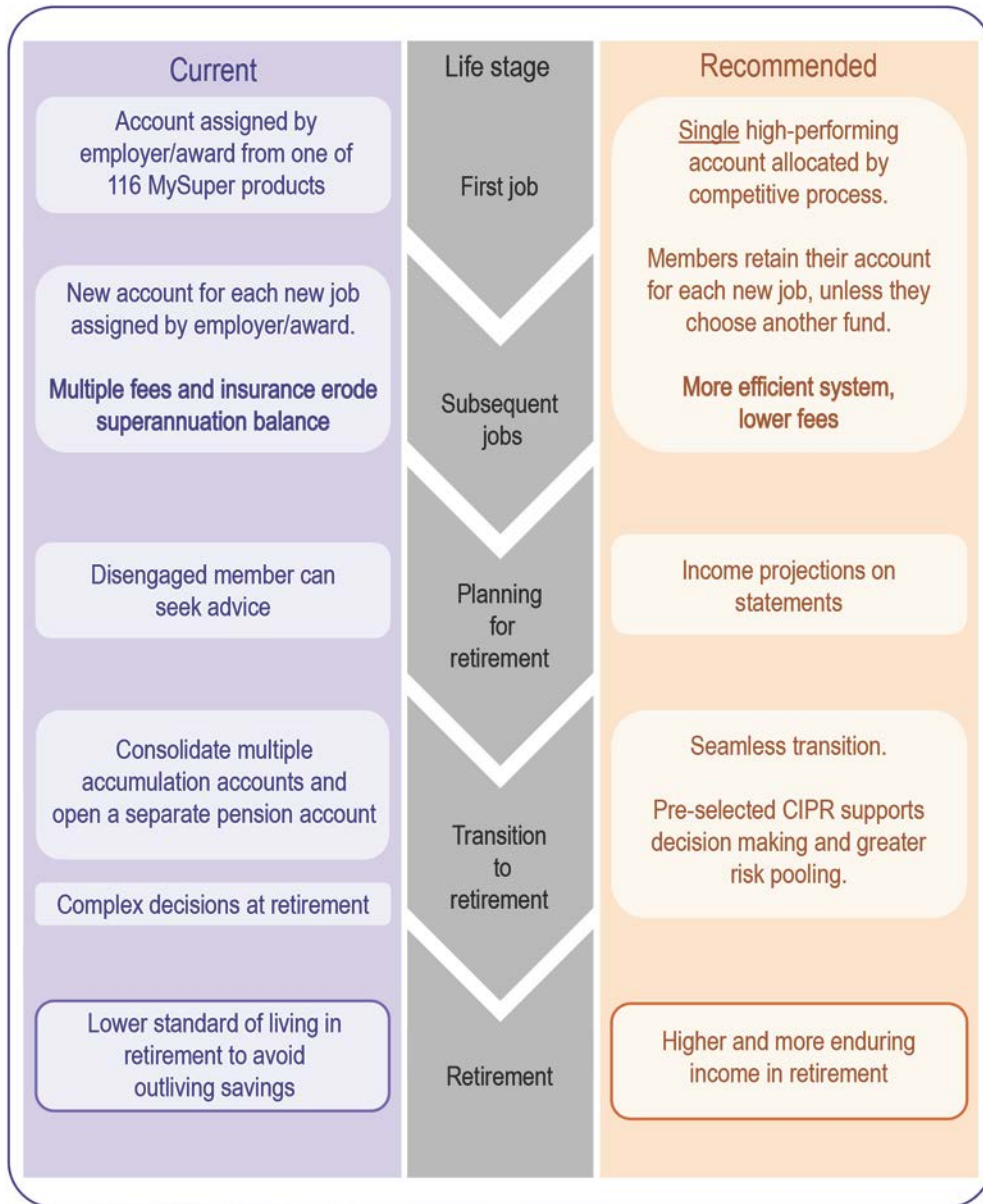 Current
Account assigned by
employer/award from one of
116 MySuper products
New account for each new job
assigned by employer/award.
Multiple fees and insurance erode
superannuation balance
Disengaged member can
seek advice
Consolidate multiple
accumulation accounts and
open a separate pension account
Complex decisions at retirement
Lower standard of living in
retirement to avoid
outliving savings
Life stage
First job
Subsequent
jobs
Planning
for
retirement
Transition
to
retirement
Retirement
Recommended
Single high-performing
account allocated by
competitive process.
Members retain their account
for each new job, unless they
choose another fund.
More efficient system,
lower fees
Income projections on
statements
Seamless transition.
Pre-selected CIPR supports
decision making and greater
risk pooling.
Higher and more enduring
income in retirement